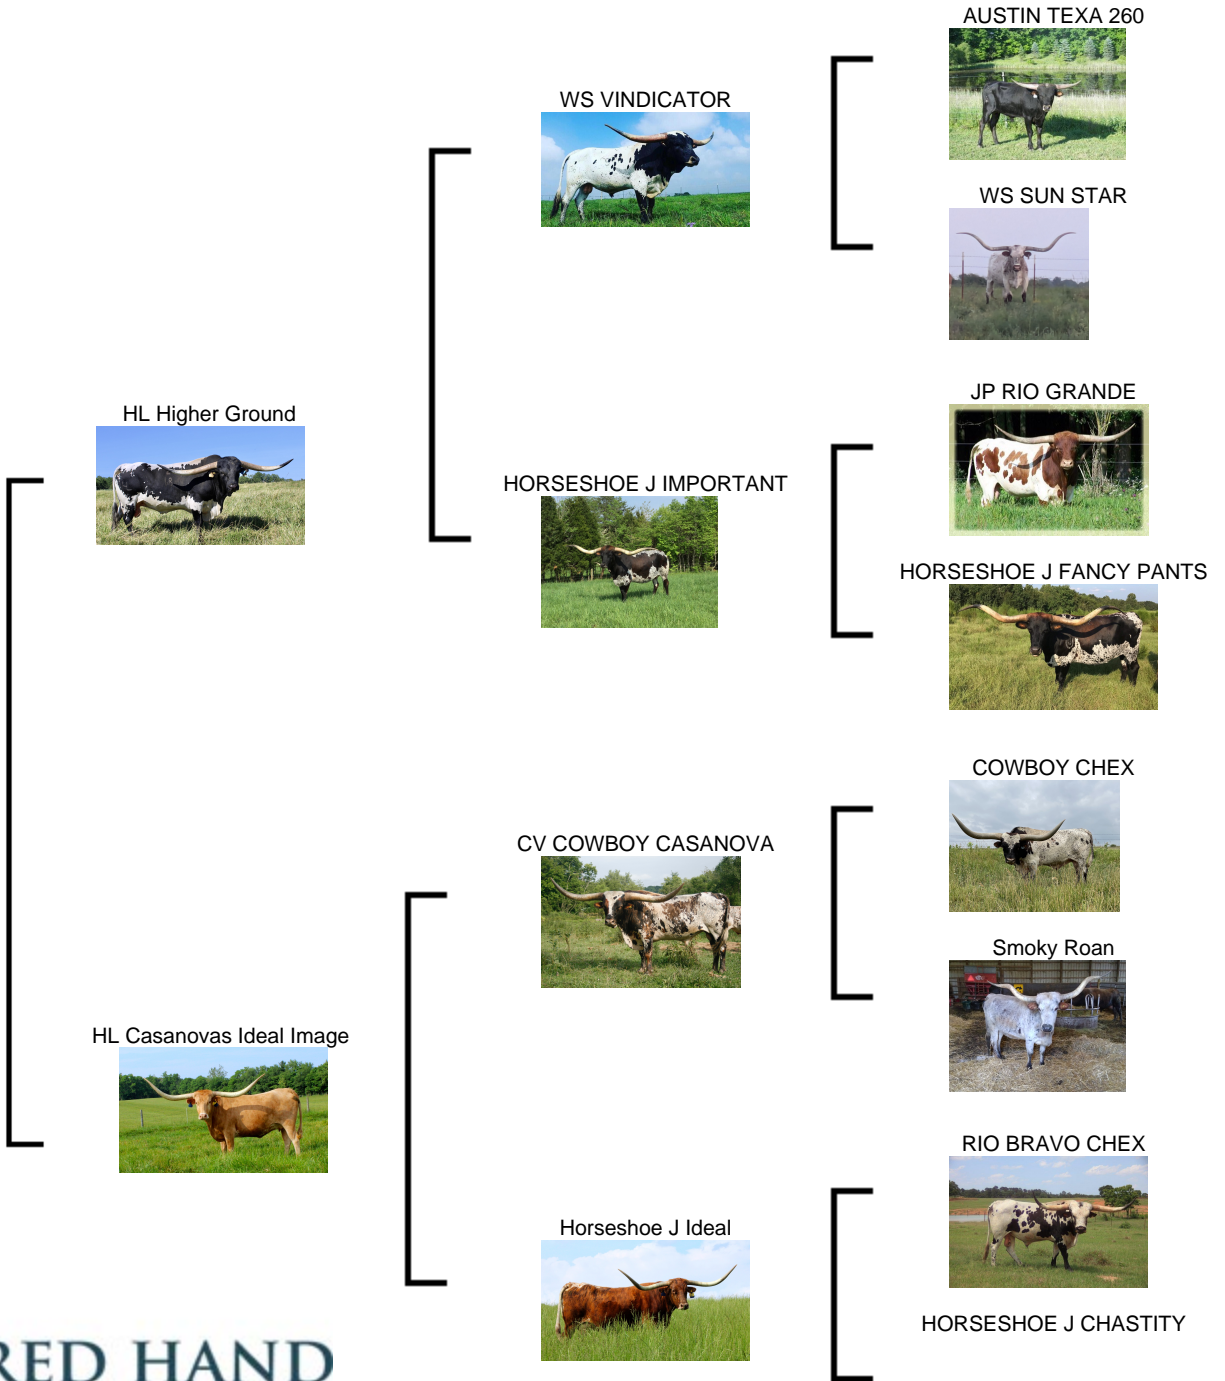 AUSTIN TEXA 260
WS VINDICATOR
WS SUN STAR
JP RIO GRANDE
HL Higher Ground
HORSESHOE J IMPORTANT
HORSESHOE J FANCY PANTS
COWBOY CHEX
CV COWBOY CASANOVA
Smoky Roan
HL Casanovas Ideal Image
RIO BRAVO CHEX
Horseshoe J Ideal
HORSESHOE J CHASTITY
RED HAND